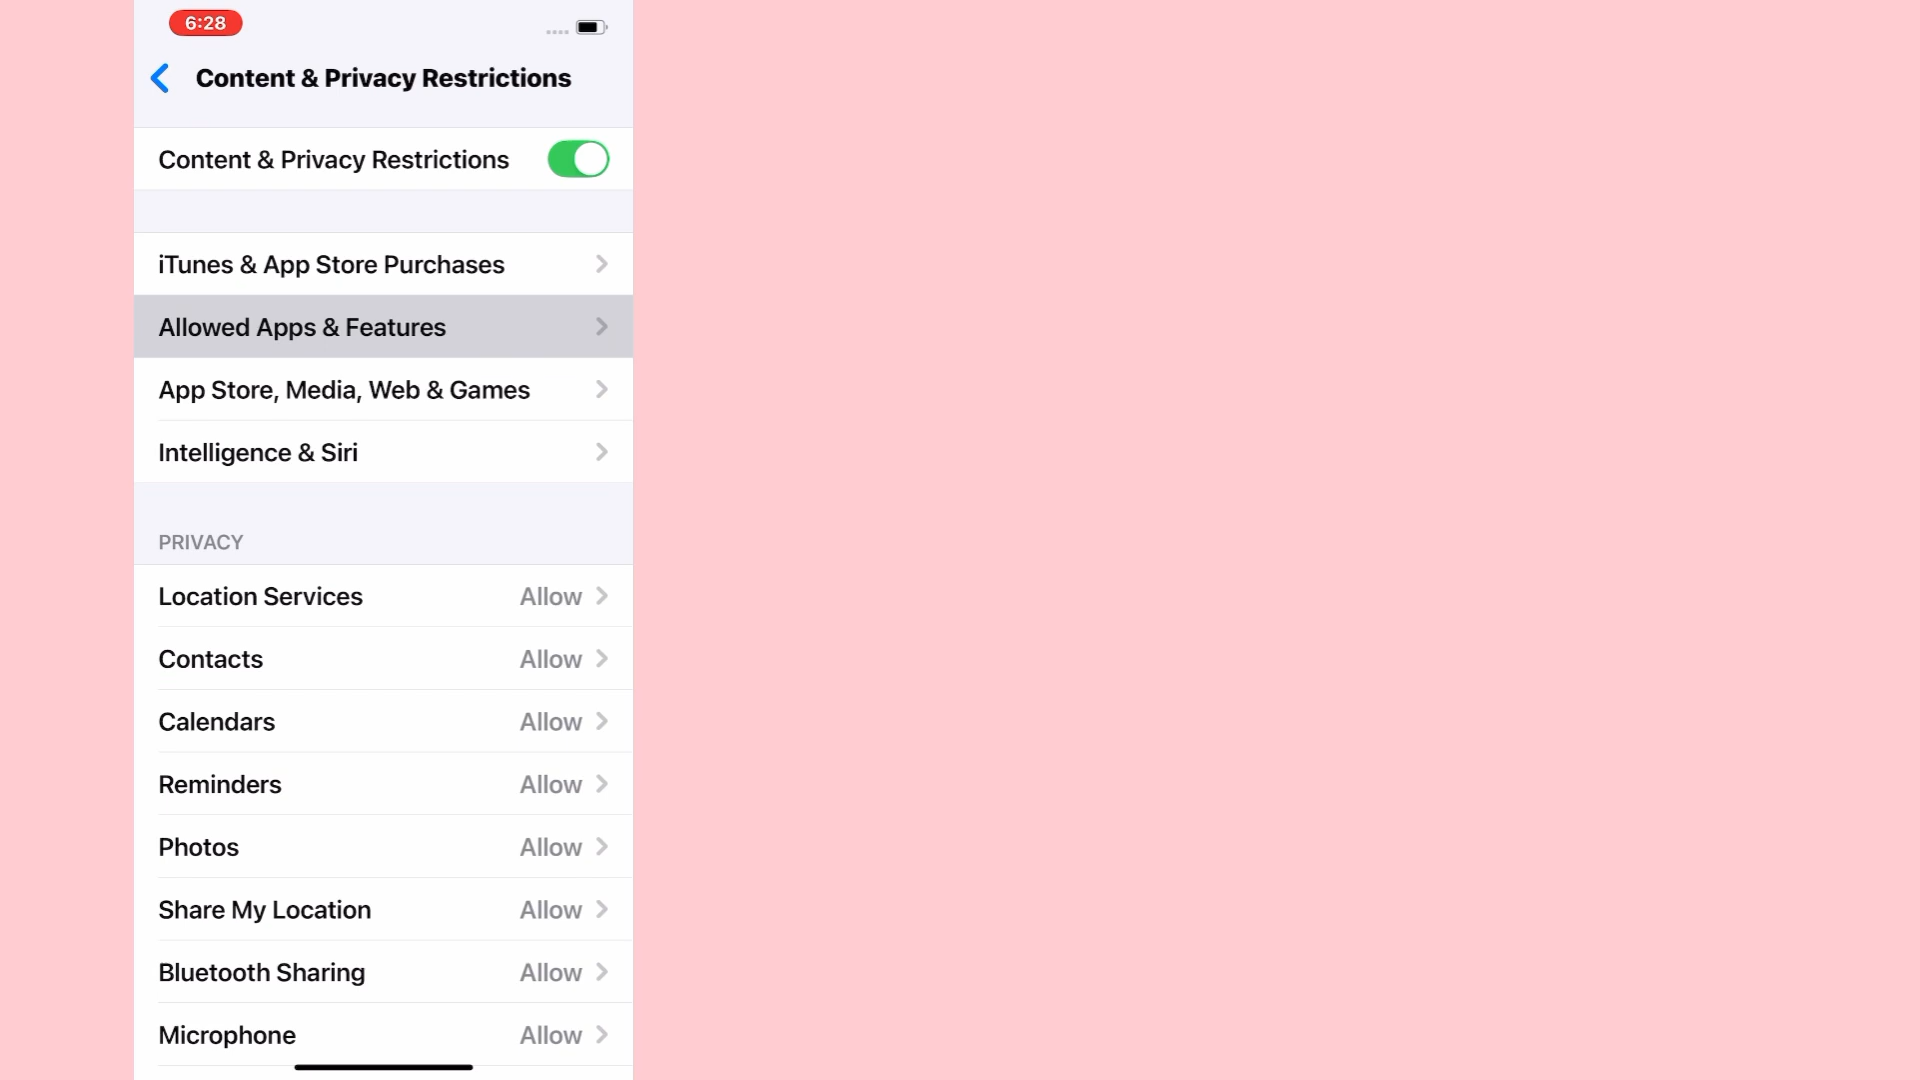 6:28
Content & Privacy Restrictions
Content & Privacy Restrictions
iTunes & App Store Purchases
Allowed Apps & Features
App Store, Media, Web & Games
Intelligence & Siri
PRIVACY
Location Services Allow
Contacts Allow
Calendars Allow
Reminders Allow
Photos Allow
Share My Location Allow
Bluetooth Sharing Allow
Microphone Allow